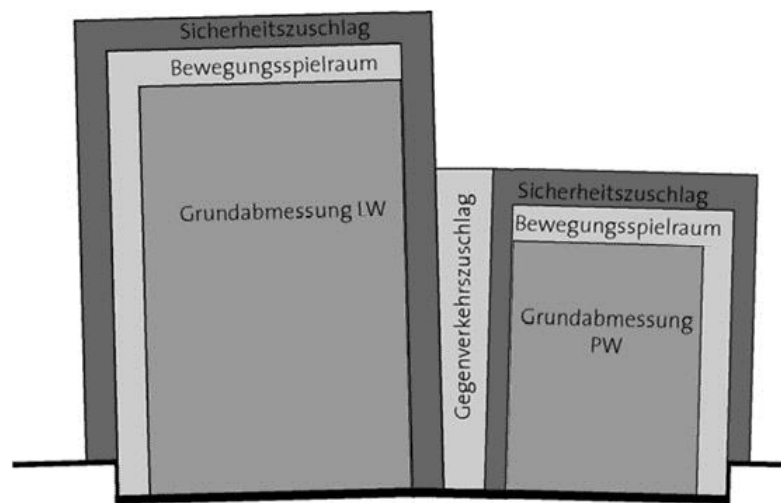 Sicherheitszuschlag
Bewegungsspielraum
Grundabmessung LW
Gegenverkehrszuschlag
Sicherheitszuschlag
Bewegungsspielraum
Grundabmessung
PW